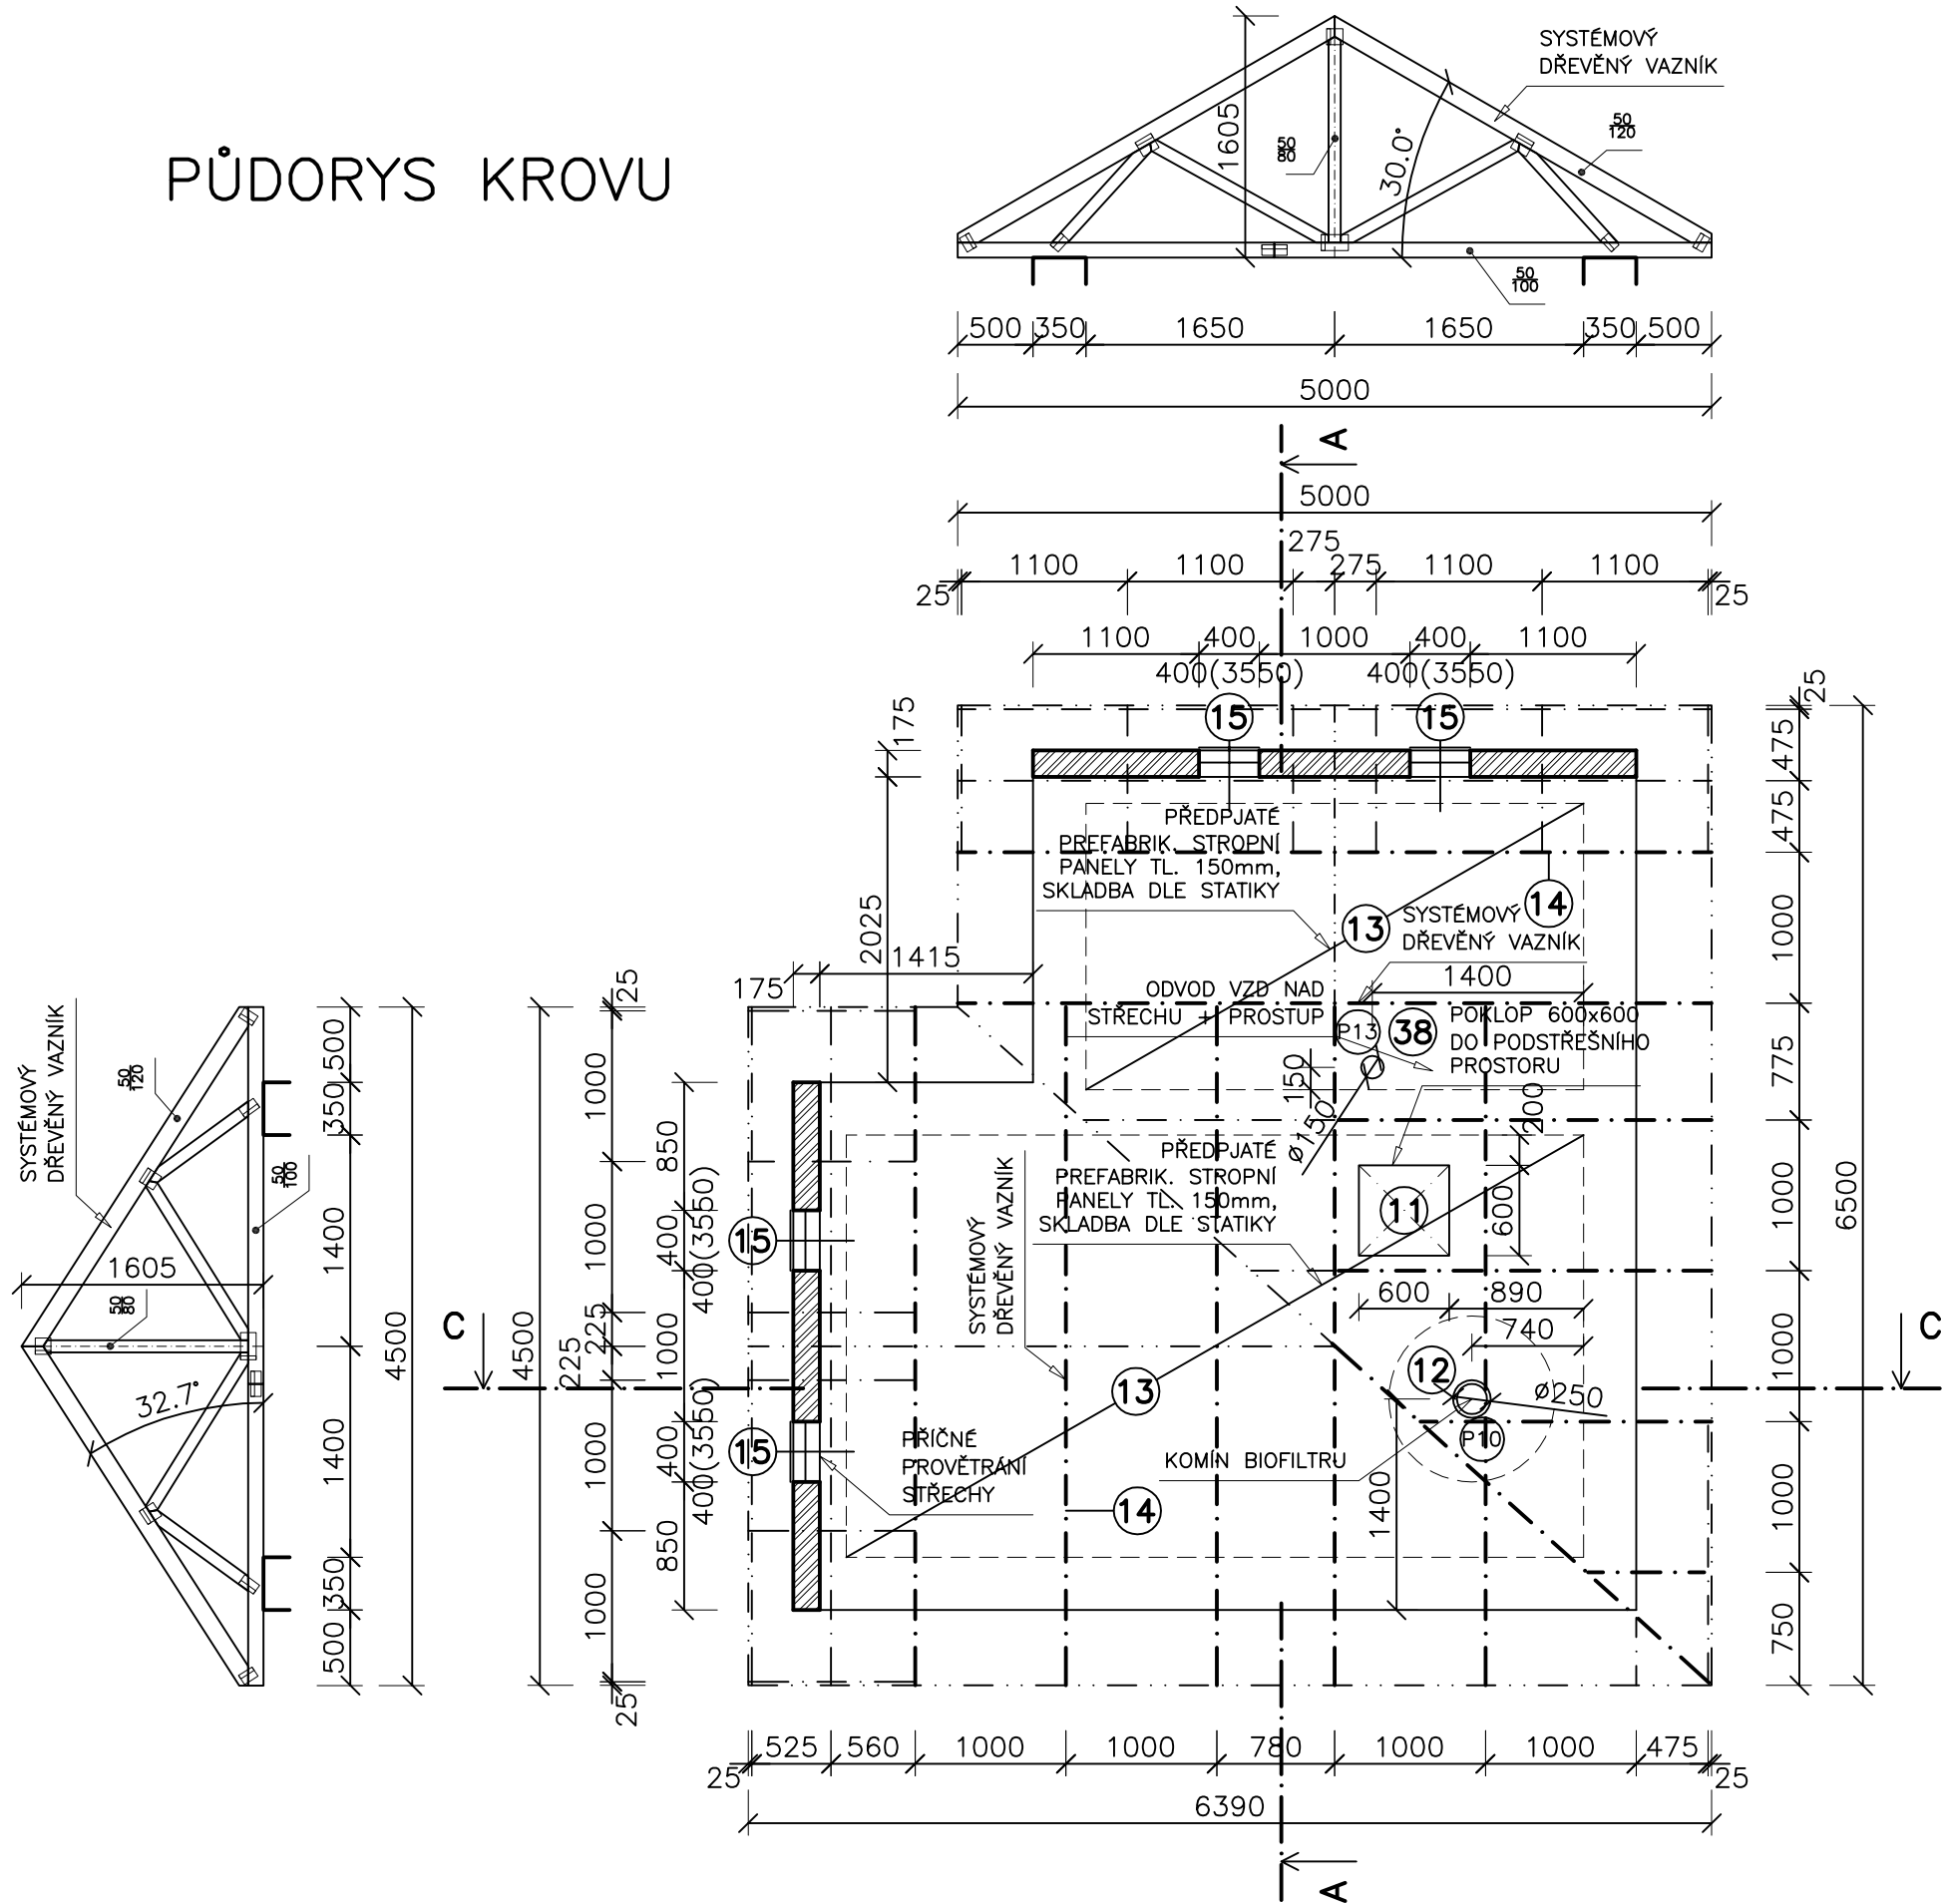 PŮDORYS KROVU
SYSTÉMOVÝ
DŘEVĚNÝ VAZNÍK
1605
50
80
30.0°
50
120
50
100
500 350 1650 1650 350 500
5000
A
5000
275
1100 1100 275 1100 1100
25 25
1100 400 1000 400 1100
400(3550) 400(3550)
15 15
175
2025
25
475
475
1000
775
1000
1000
1000
750
6500
PŘEDPJATÉ
PREFABRIK. STROPNÍ
PANELY TL. 150mm,
SKLADBA DLE STATIKY
13
14
SYSTÉMOVÝ
DŘEVĚNÝ VAZNÍK
1415
175
1400
ODVOD VZD NAD
STŘECHU + PROSTUP
P13
38
POKLOP 600x600
DO PODSTŘEŠNÍHO
PROSTORU
150
ø150
200
600
11
PŘEDPJATÉ
PREFABRIK. STROPNÍ
PANELY TL. 150mm,
SKLADBA DLE STATIKY
SYSTÉMOVÝ
DŘEVĚNÝ VAZNÍK
600 890
740
12
ø250
P10
KOMÍN BIOFILTRU
1400
13
14
PŘÍČNÉ
PROVĚTRÁNÍ
STŘECHY
15
15
850
400
400(3550)
1000
400
400(3550)
850
25
1000
1000
225
225
1000
1000
25
4500
C
C
SYSTÉMOVÝ
DŘEVĚNÝ VAZNÍK
50
120
50
100
1605
50
80
32.7°
500
350
1400
1400
350
500
4500
525 560 1000 1000 780 1000 1000 475
25 25
6390
A